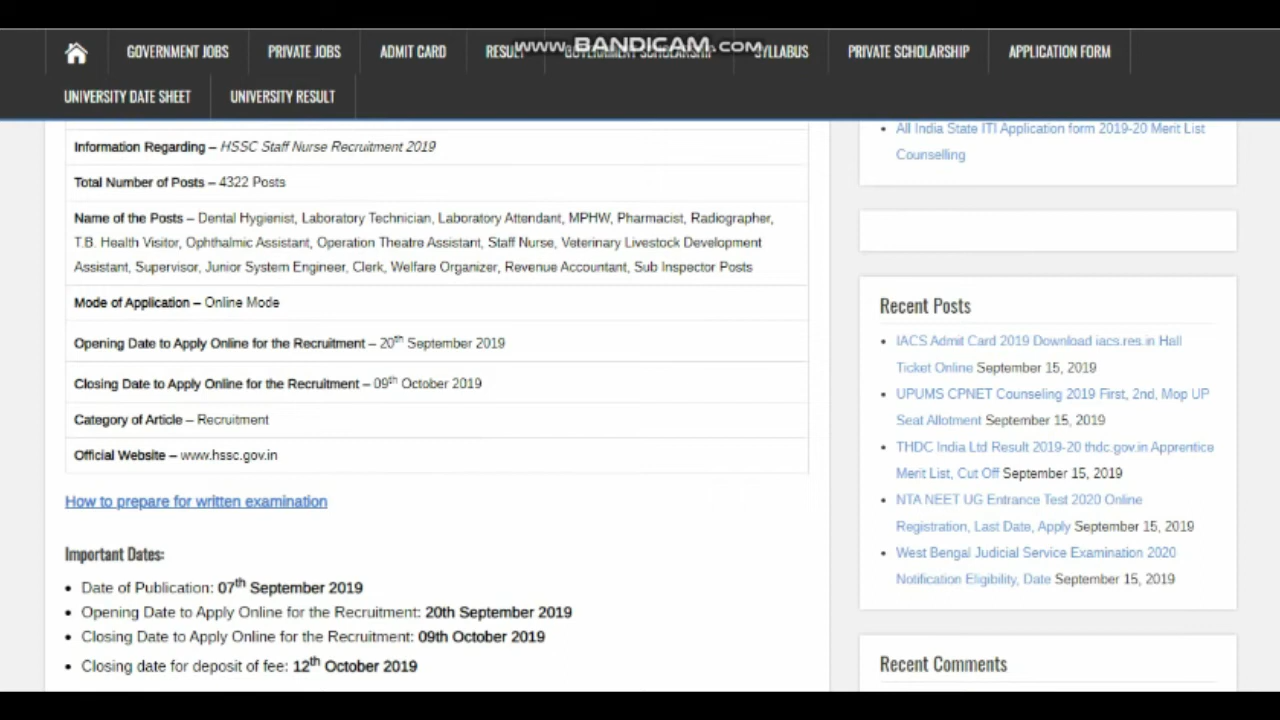 www.BANDICAM.com
GOVERNMENT JOBS
PRIVATE JOBS
ADMIT CARD
RESULT
GOVERNMENT SCHOLARSHIP
SYLLABUS
PRIVATE SCHOLARSHIP
APPLICATION FORM
UNIVERSITY DATE SHEET
UNIVERSITY RESULT
Information Regarding – HSSC Staff Nurse Recruitment 2019
Total Number of Posts – 4322 Posts
Name of the Posts – Dental Hygienist, Laboratory Technician, Laboratory Attendant, MPHW, Pharmacist, Radiographer,
T.B. Health Visitor, Ophthalmic Assistant, Operation Theatre Assistant, Staff Nurse, Veterinary Livestock Development
Assistant, Supervisor, Junior System Engineer, Clerk, Welfare Organizer, Revenue Accountant, Sub Inspector Posts
Mode of Application – Online Mode
Opening Date to Apply Online for the Recruitment – 20th September 2019
Closing Date to Apply Online for the Recruitment – 09th October 2019
Category of Article – Recruitment
Official Website – www.hssc.gov.in
How to prepare for written examination
Important Dates:
• Date of Publication: 07th September 2019
• Opening Date to Apply Online for the Recruitment: 20th September 2019
• Closing Date to Apply Online for the Recruitment: 09th October 2019
• Closing date for deposit of fee: 12th October 2019
• All India State ITI Application form 2019-20 Merit List
Counselling
Recent Posts
• IACS Admit Card 2019 Download iacs.res.in Hall
Ticket Online September 15, 2019
• UPUMS CPNET Counseling 2019 First, 2nd, Mop UP
Seat Allotment September 15, 2019
• THDC India Ltd Result 2019-20 thdc.gov.in Apprentice
Merit List, Cut Off September 15, 2019
• NTA NEET UG Entrance Test 2020 Online
Registration, Last Date, Apply September 15, 2019
• West Bengal Judicial Service Examination 2020
Notification Eligibility, Date September 15, 2019
Recent Comments